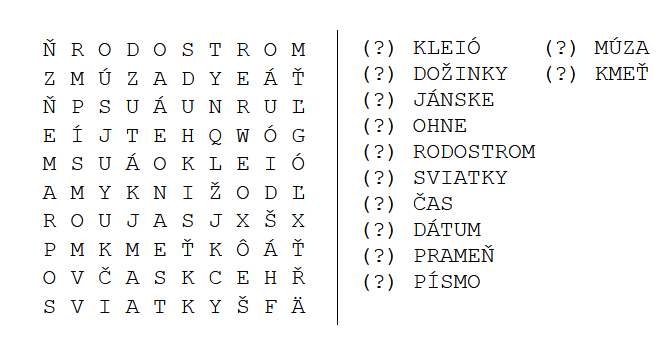 Ň R O D O S T R O M
Z M Ú Z A D Y E Á Ť
Ň P S U Á U N R U Ľ
E Í J T E H Q W Ó G
M S U Á O K L E I Ó
A M Y K N I Ž O D Ľ
R O U J A S J X Š X
P M K M E Ť K Ô Á Ť
O V Č A S K C E H Ř
S V I A T K Y Š F Ä
(?) KLEIÓ (?) MÚZA
(?) DOŽINKY (?) KMEŤ
(?) JÁNSKE
(?) OHNE
(?) RODOSTROM
(?) SVIATKY
(?) ČAS
(?) DÁTUM
(?) PRAMEŇ
(?) PÍSMO